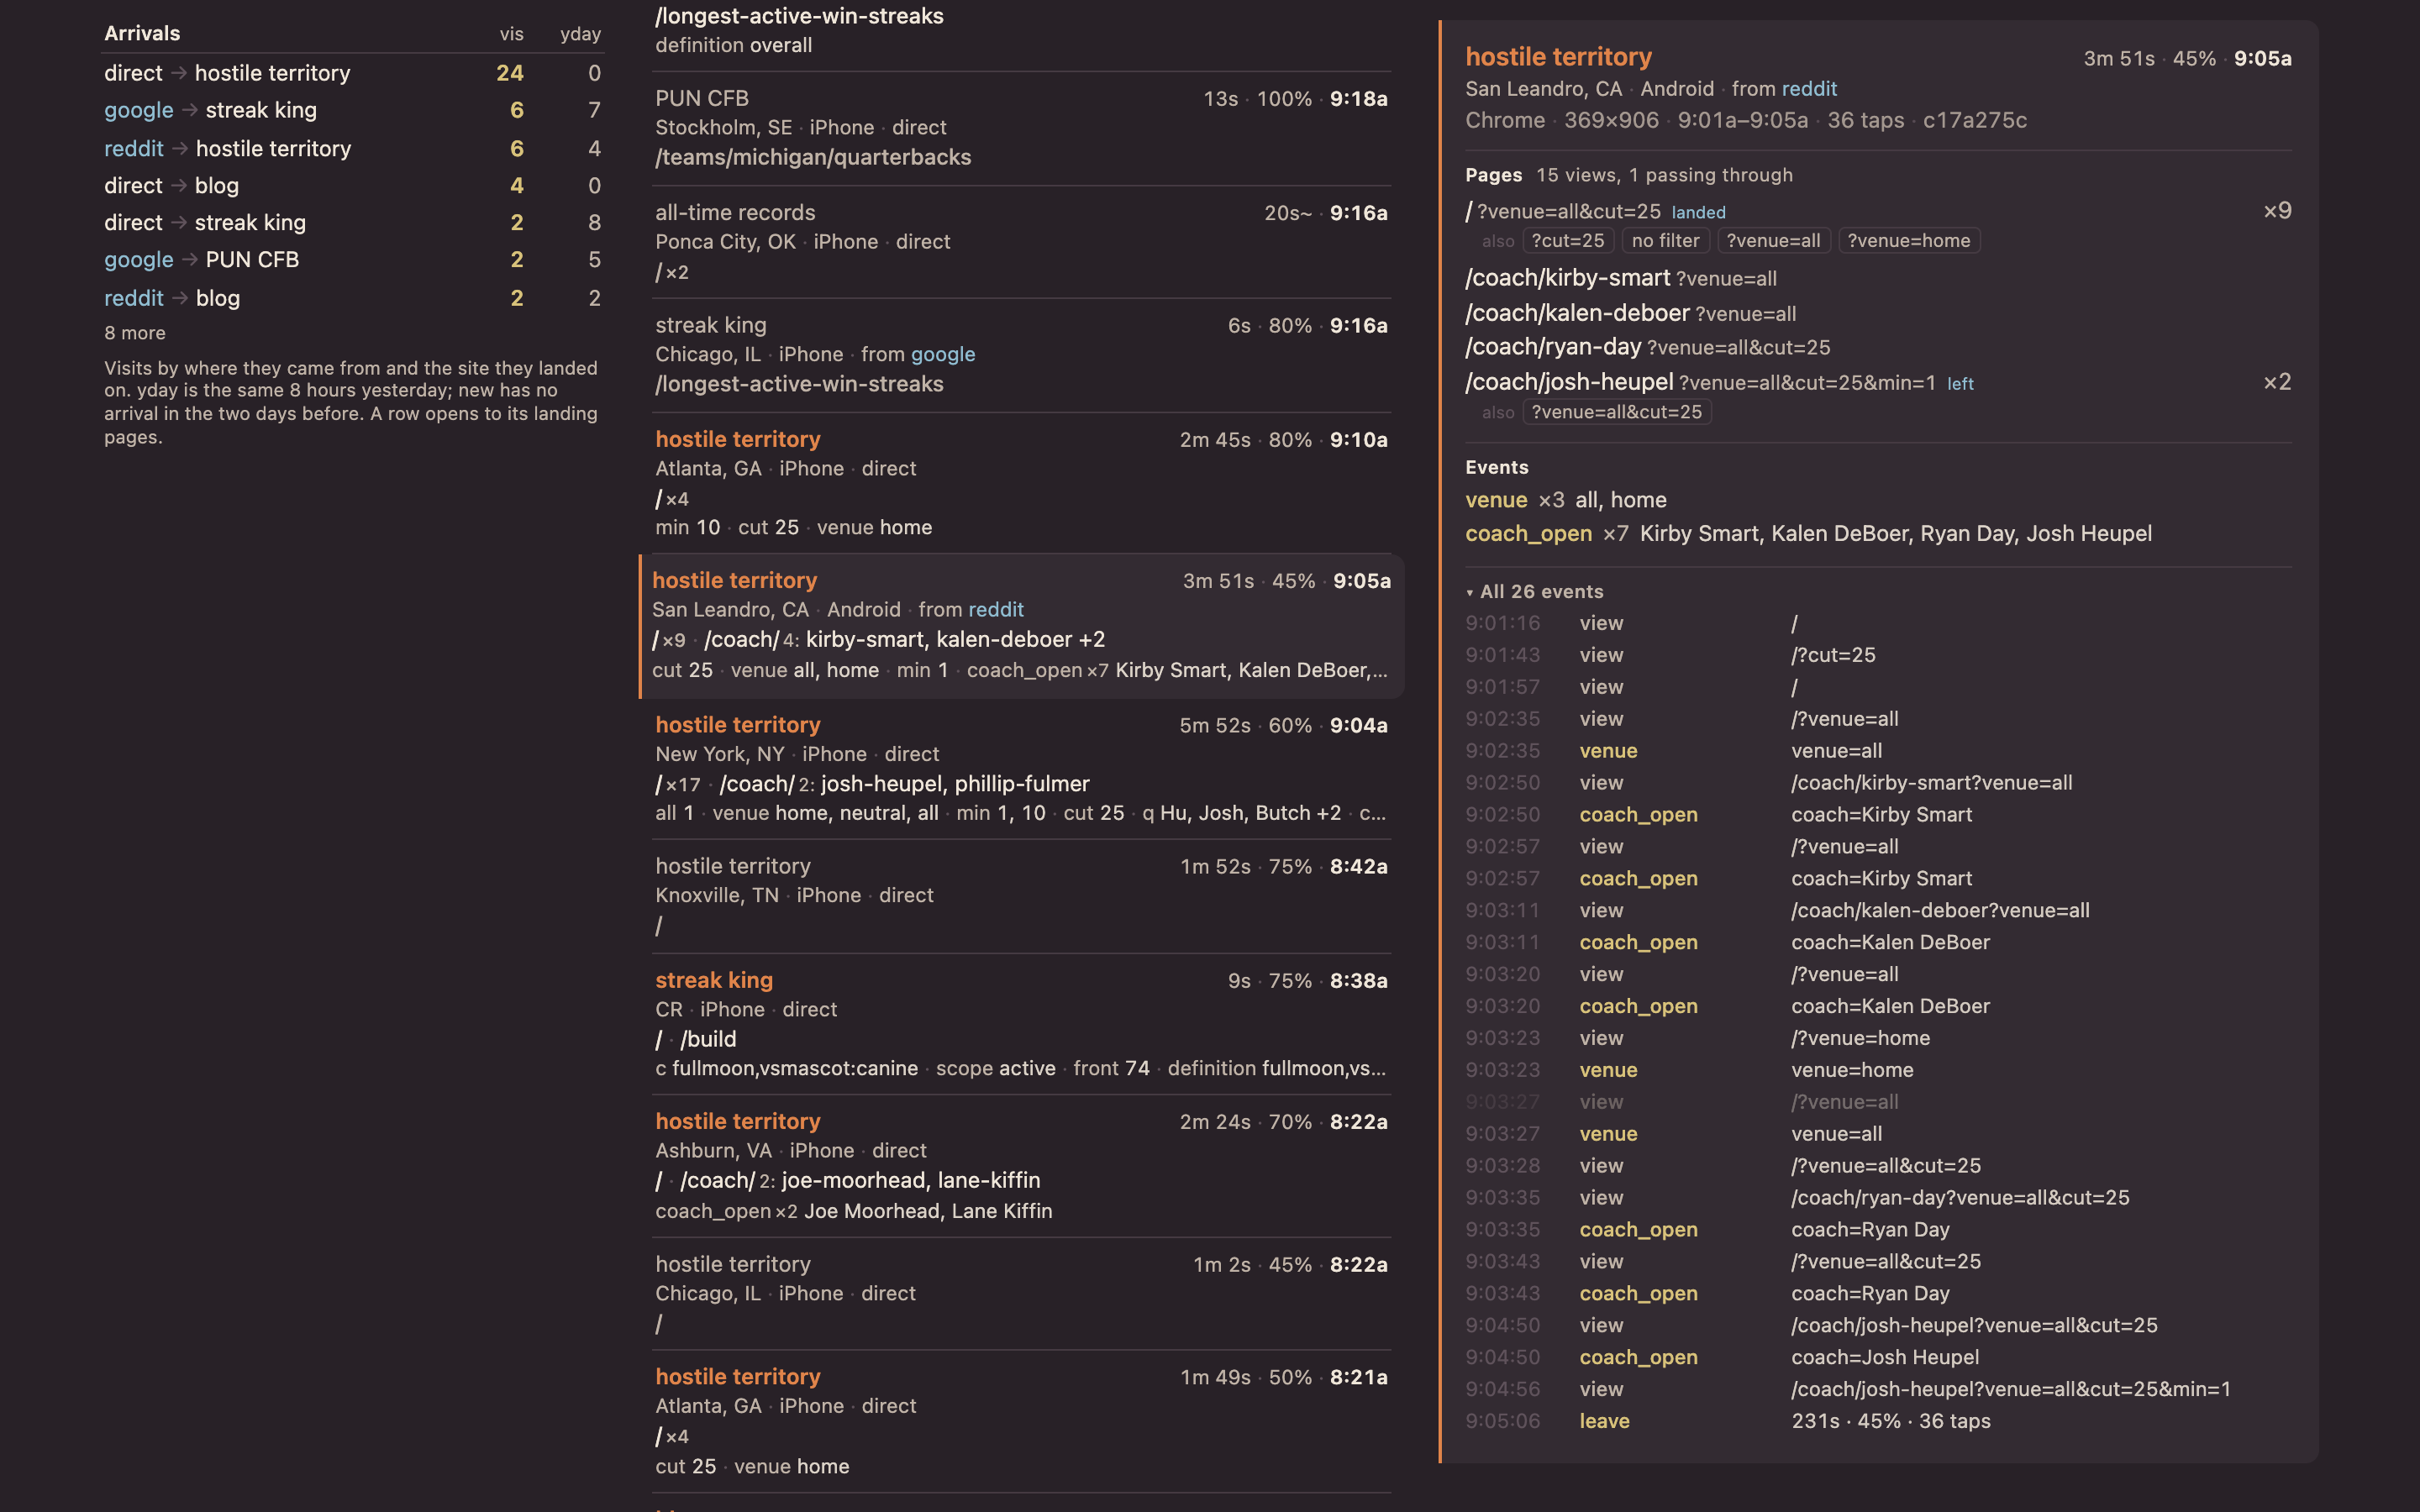 Arrivals vis yday
direct → hostile territory 24 0
google → streak king 6 7
reddit → hostile territory 6 4
direct → blog 4 0
direct → streak king 2 8
google → PUN CFB 2 5
reddit → blog 2 2
8 more
Visits by where they came from and the site they landed
on. yday is the same 8 hours yesterday; new has no
arrival in the two days before. A row opens to its landing
pages.
/longest-active-win-streaks
definition overall
PUN CFB 13s · 100% · 9:18a
Stockholm, SE · iPhone · direct
/teams/michigan/quarterbacks
all-time records 20s~ · 9:16a
Ponca City, OK · iPhone · direct
/ ×2
streak king 6s · 80% · 9:16a
Chicago, IL · iPhone · from google
/longest-active-win-streaks
hostile territory 2m 45s · 80% · 9:10a
Atlanta, GA · iPhone · direct
/ ×4
min 10 · cut 25 · venue home
hostile territory 3m 51s · 45% · 9:05a
San Leandro, CA · Android · from reddit
/ ×9 · /coach/ 4: kirby-smart, kalen-deboer +2
cut 25 · venue all, home · min 1 · coach_open ×7 Kirby Smart, Kalen DeBoer,...
hostile territory 5m 52s · 60% · 9:04a
New York, NY · iPhone · direct
/ ×17 · /coach/ 2: josh-heupel, phillip-fulmer
all 1 · venue home, neutral, all · min 1, 10 · cut 25 · q Hu, Josh, Butch +2 · c...
hostile territory 1m 52s · 75% · 8:42a
Knoxville, TN · iPhone · direct
/
streak king 9s · 75% · 8:38a
CR · iPhone · direct
/ · /build
c fullmoon,vsmascot:canine · scope active · front 74 · definition fullmoon,vs...
hostile territory 2m 24s · 70% · 8:22a
Ashburn, VA · iPhone · direct
/ · /coach/ 2: joe-moorhead, lane-kiffin
coach_open ×2 Joe Moorhead, Lane Kiffin
hostile territory 1m 2s · 45% · 8:22a
Chicago, IL · iPhone · direct
/
hostile territory 1m 49s · 50% · 8:21a
Atlanta, GA · iPhone · direct
/ ×4
cut 25 · venue home
hostile territory 3m 51s · 45% · 9:05a
San Leandro, CA · Android · from reddit
Chrome · 369×906 · 9:01a–9:05a · 36 taps · c17a275c
Pages 15 views, 1 passing through
/ ?venue=all&cut=25 landed ×9
also ?cut=25 no filter ?venue=all ?venue=home
/coach/kirby-smart ?venue=all
/coach/kalen-deboer ?venue=all
/coach/ryan-day ?venue=all&cut=25
/coach/josh-heupel ?venue=all&cut=25&min=1 left ×2
also ?venue=all&cut=25
Events
venue ×3 all, home
coach_open ×7 Kirby Smart, Kalen DeBoer, Ryan Day, Josh Heupel
▾ All 26 events
9:01:16 view /
9:01:43 view /?cut=25
9:01:57 view /
9:02:35 view /?venue=all
9:02:35 venue venue=all
9:02:50 view /coach/kirby-smart?venue=all
9:02:50 coach_open coach=Kirby Smart
9:02:57 view /?venue=all
9:02:57 coach_open coach=Kirby Smart
9:03:11 view /coach/kalen-deboer?venue=all
9:03:11 coach_open coach=Kalen DeBoer
9:03:20 view /?venue=all
9:03:20 coach_open coach=Kalen DeBoer
9:03:23 view /?venue=home
9:03:23 venue venue=home
9:03:27 view /?venue=all
9:03:27 venue venue=all
9:03:28 view /?venue=all&cut=25
9:03:35 view /coach/ryan-day?venue=all&cut=25
9:03:35 coach_open coach=Ryan Day
9:03:43 view /?venue=all&cut=25
9:03:43 coach_open coach=Ryan Day
9:04:50 view /coach/josh-heupel?venue=all&cut=25
9:04:50 coach_open coach=Josh Heupel
9:04:56 view /coach/josh-heupel?venue=all&cut=25&min=1
9:05:06 leave 231s · 45% · 36 taps